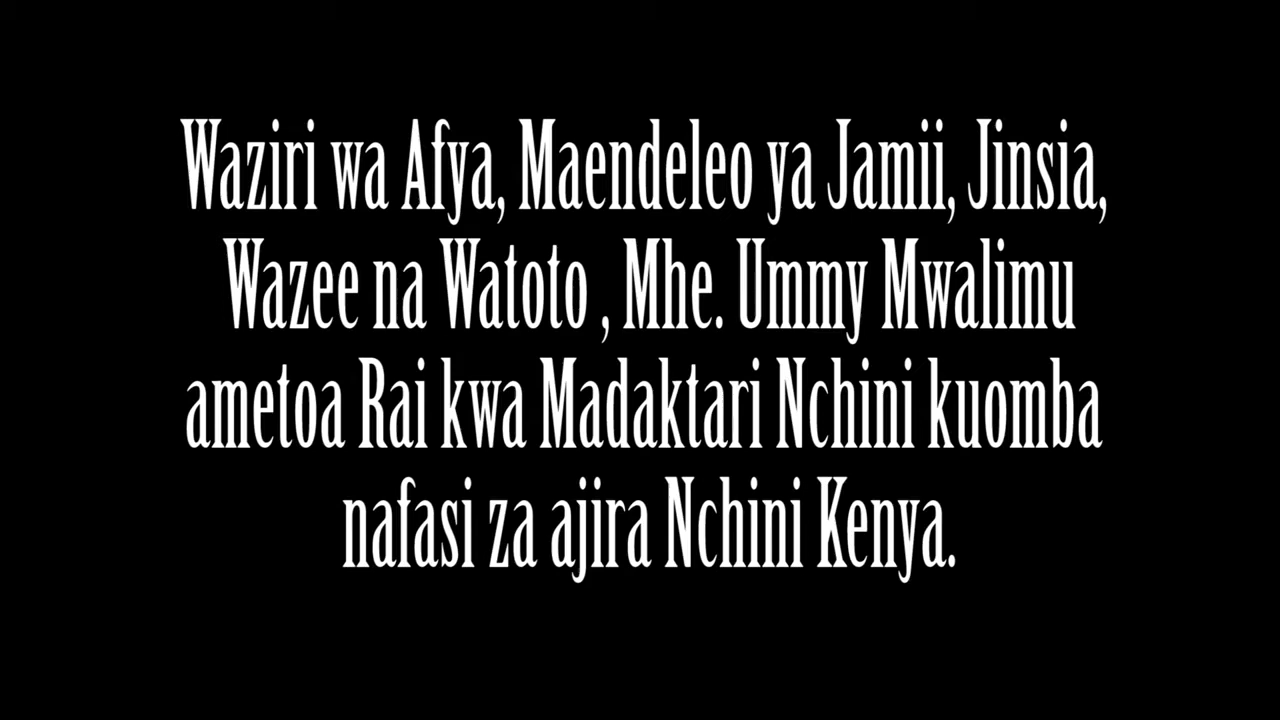 Waziri wa Afya, Maendeleo ya Jamii, Jinsia,
Wazee na Watoto , Mhe. Ummy Mwalimu
ametoa Rai kwa Madaktari Nchini kuomba
nafasi za ajira Nchini Kenya.